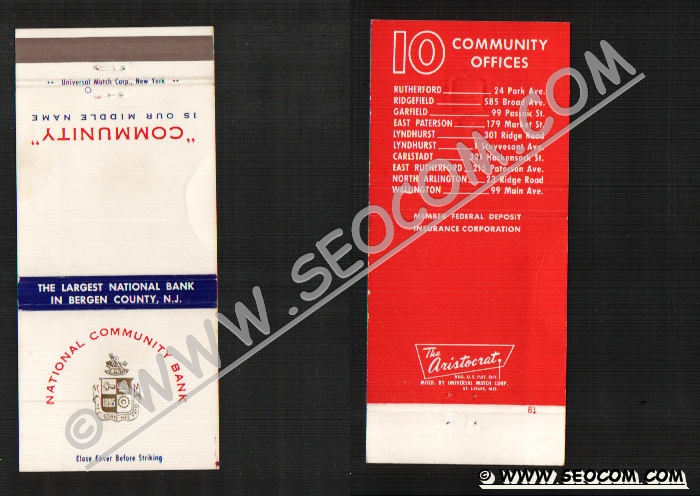 Universal Match Corp., New York
"COMMUNITY"
IS OUR MIDDLE NAME
THE LARGEST NATIONAL BANK
IN BERGEN COUNTY, N.J.
NATIONAL COMMUNITY BANK
1895
Close Cover Before Striking
10 COMMUNITY
OFFICES
RUTHERFORD 24 Park Ave.
RIDGEFIELD 585 Broad Ave.
GARFIELD 99 Passaic St.
EAST PATERSON 179 Market St.
LYNDHURST 301 Ridge Road
LYNDHURST 1 Stuyvesant Ave.
CARLSTADT 321 Hackensack St.
EAST RUTHERFORD Paterson Ave.
NORTH ARLINGTON 23 Ridge Road
WALLINGTON 99 Main Ave.
MEMBER FEDERAL DEPOSIT
INSURANCE CORPORATION
The
Aristocrat
REG. U.S. PAT. OFF.
MFGD. BY UNIVERSAL MATCH CORP.
ST. LOUIS, MO.
61
© WWW.SEOCOM.COM
© WWW.SEOCOM.COM